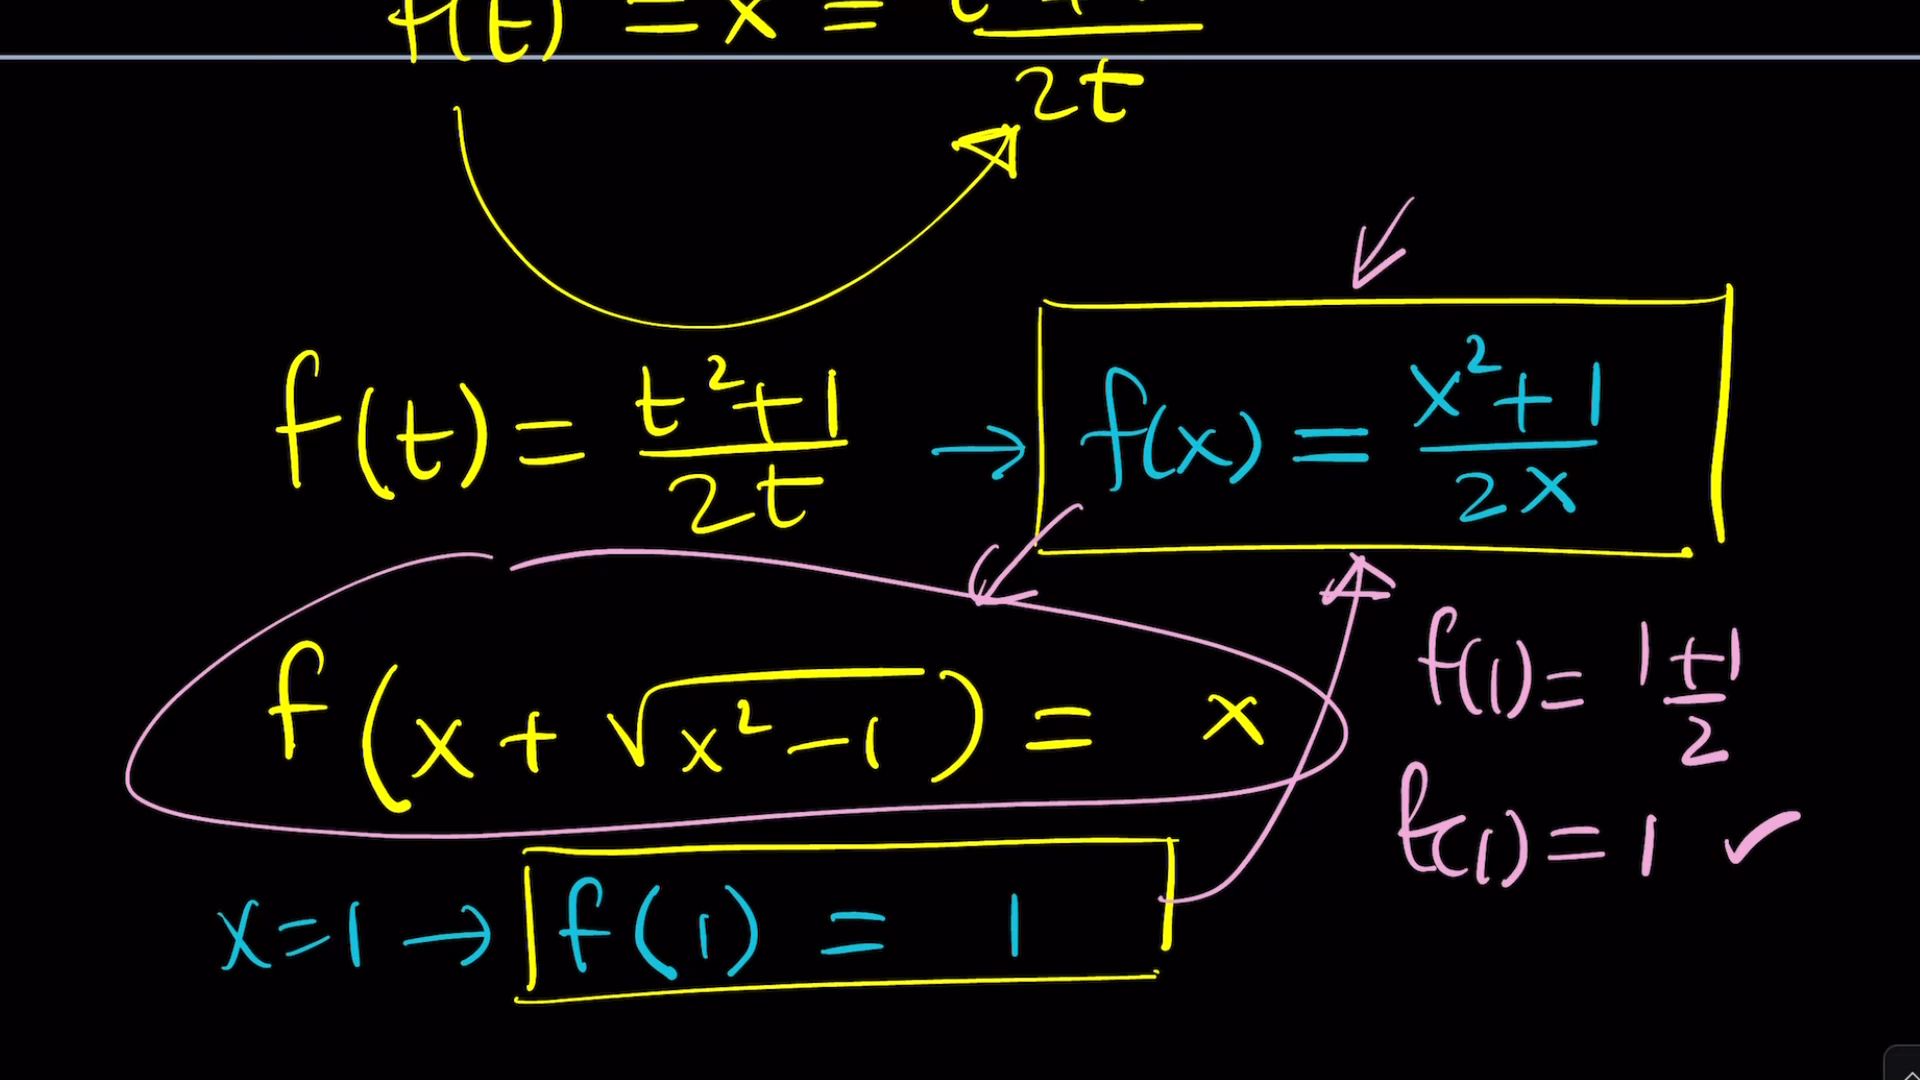 f(t) = x =
2t
f(t) = t²+1 / 2t → f(x) = x²+1 / 2x
f(x + √(x²−1)) = x
f(1) = 1+1 / 2
f(1) = 1 ✓
x=1 → f(1) = 1